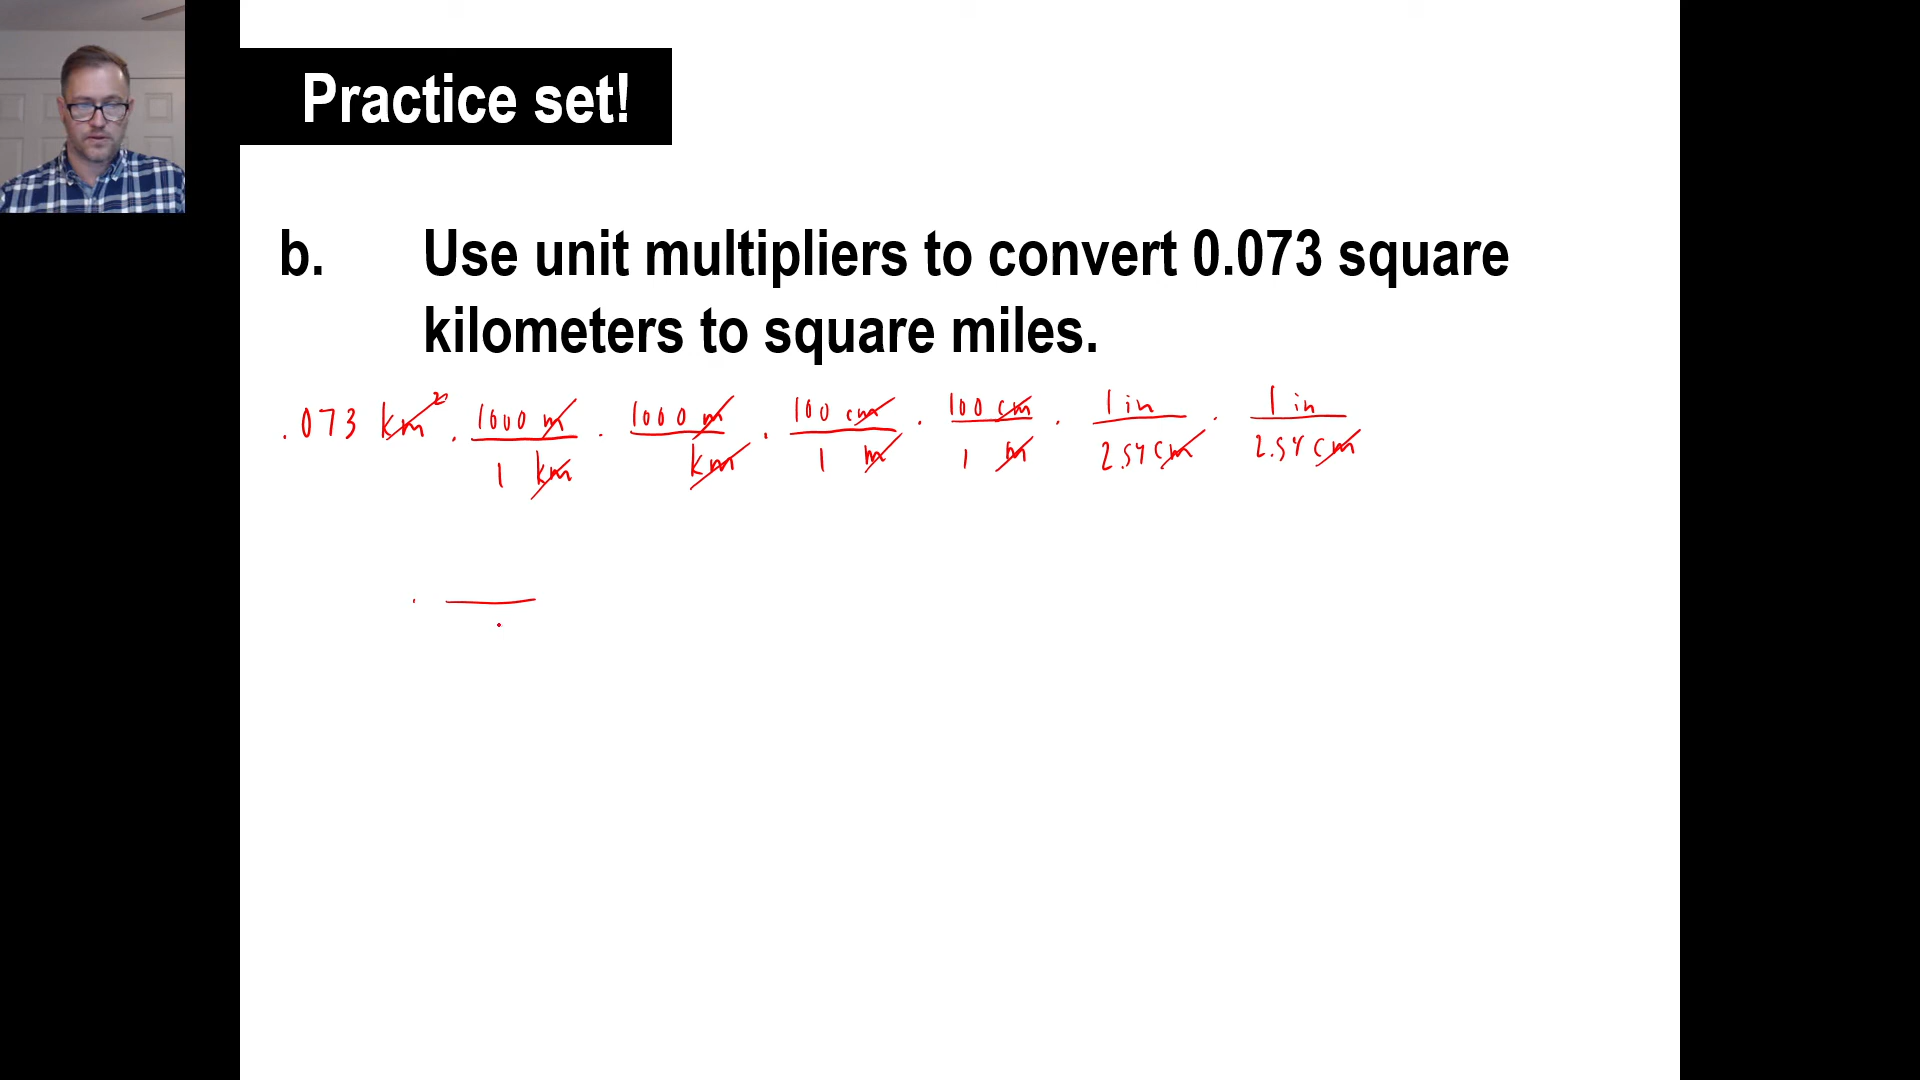 Practice set!
b. Use unit multipliers to convert 0.073 square
kilometers to square miles.
.073 km² · 1000 m / 1 km · 1000 m / km · 100 cm / 1 m · 100 cm / 1 m · 1 in / 2.54 cm · 1 in / 2.54 cm
·